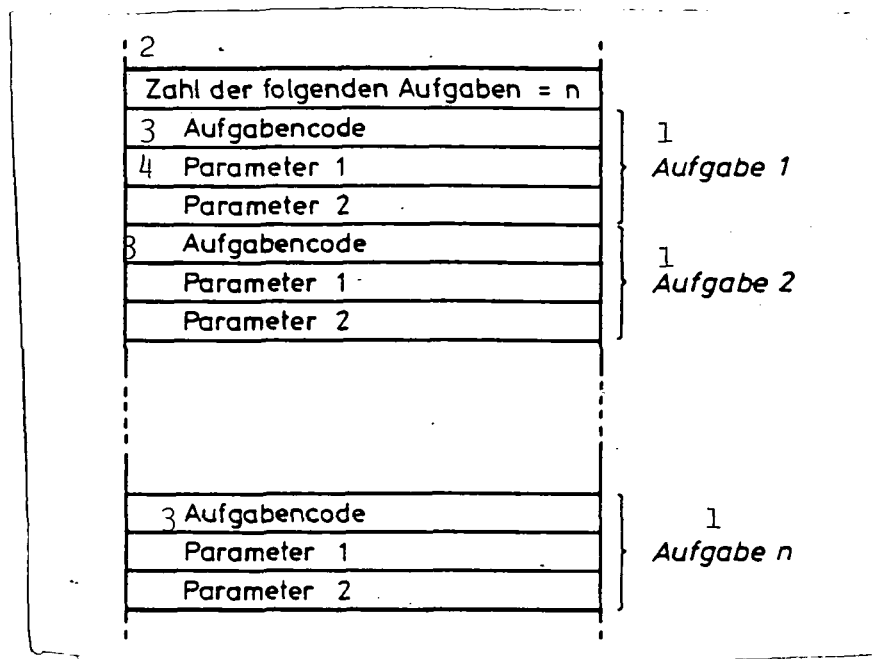 2
Zahl der folgenden Aufgaben = n
3 Aufgabencode
1
4 Parameter 1
Aufgabe 1
Parameter 2
3 Aufgabencode
1
Parameter 1
Aufgabe 2
Parameter 2
3 Aufgabencode
1
Parameter 1
Aufgabe n
Parameter 2